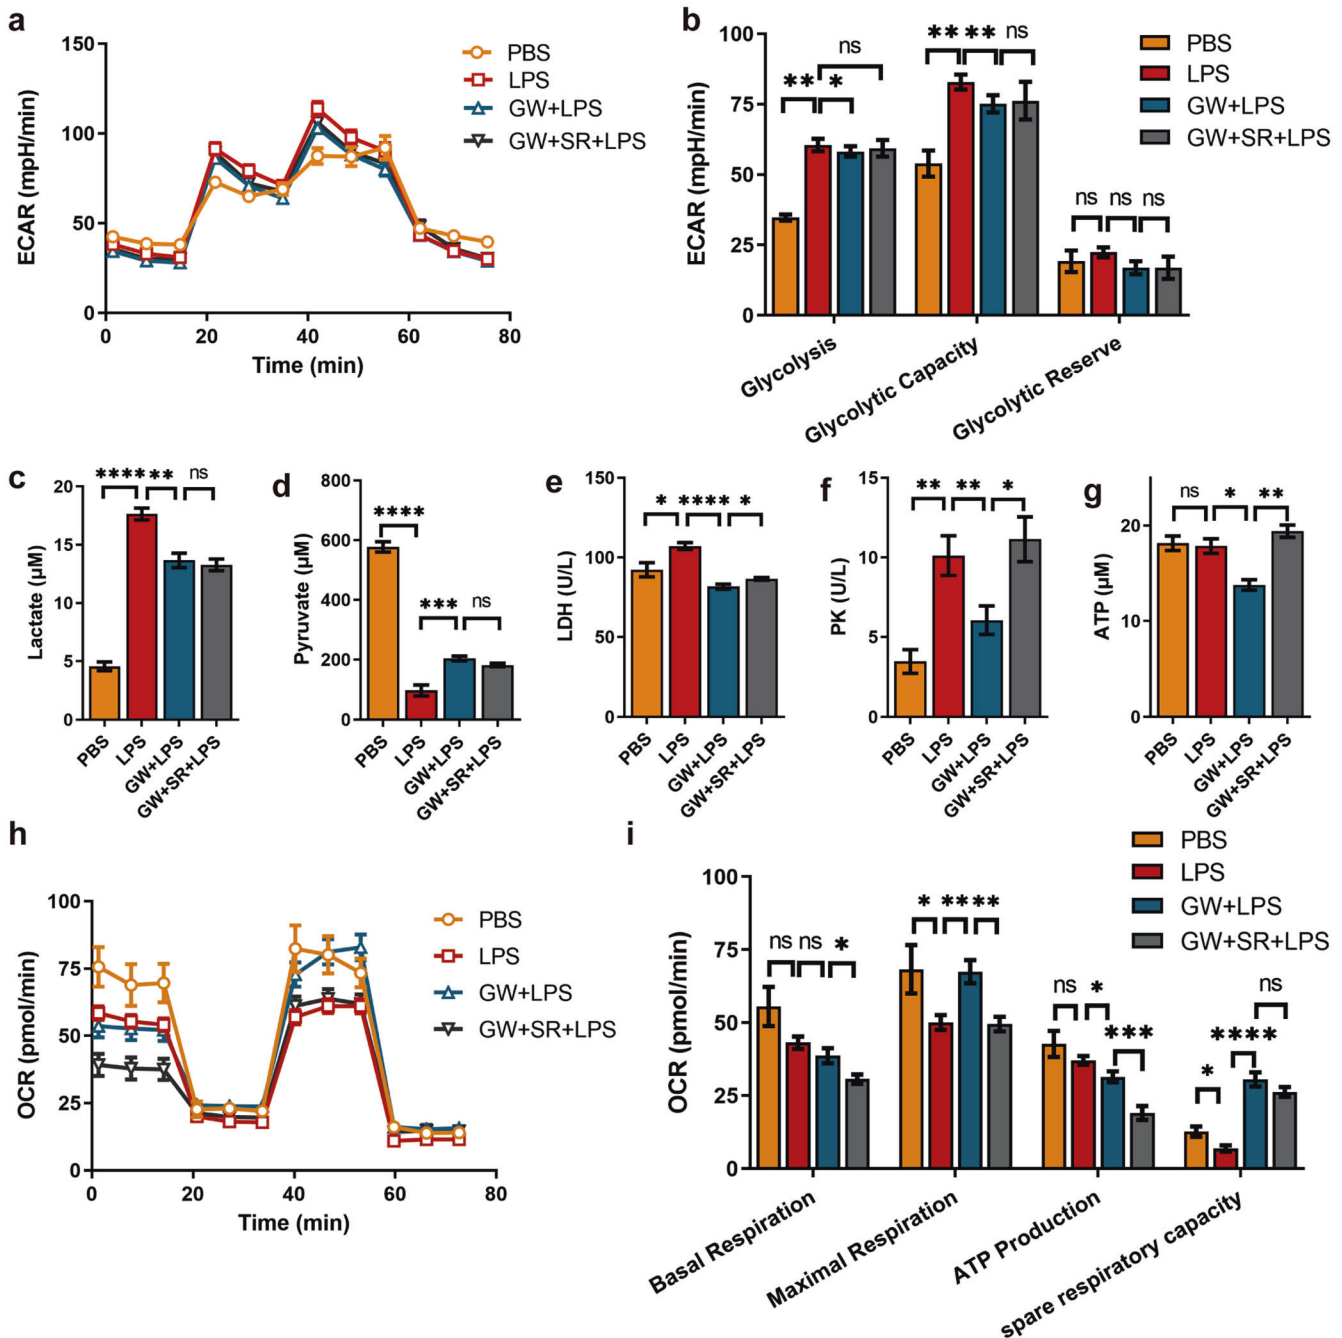 a
150
100
50
0
0 20 40 60 80
ECAR (mpH/min)
Time (min)
PBS
LPS
GW+LPS
GW+SR+LPS
b
100
75
50
25
0
ECAR (mpH/min)
** * ns
** ** ns
ns ns ns
Glycolysis
Glycolytic Capacity
Glycolytic Reserve
PBS
LPS
GW+LPS
GW+SR+LPS
c
20
15
10
5
0
Lactate (μM)
**** ** ns
PBS
LPS
GW+LPS
GW+SR+LPS
d
800
600
400
200
0
Pyruvate (μM)
****
*** ns
PBS
LPS
GW+LPS
GW+SR+LPS
e
150
100
50
0
LDH (U/L)
* **** *
PBS
LPS
GW+LPS
GW+SR+LPS
f
15
10
5
0
PK (U/L)
** ** *
PBS
LPS
GW+LPS
GW+SR+LPS
g
20
10
0
ATP (μM)
ns * **
PBS
LPS
GW+LPS
GW+SR+LPS
h
100
75
50
25
0
0 20 40 60 80
OCR (pmol/min)
Time (min)
PBS
LPS
GW+LPS
GW+SR+LPS
i
100
75
50
25
0
OCR (pmol/min)
ns ns *
* ** **
ns * ***
* **** ns
Basal Respiration
Maximal Respiration
ATP Production
spare respiratory capacity
PBS
LPS
GW+LPS
GW+SR+LPS